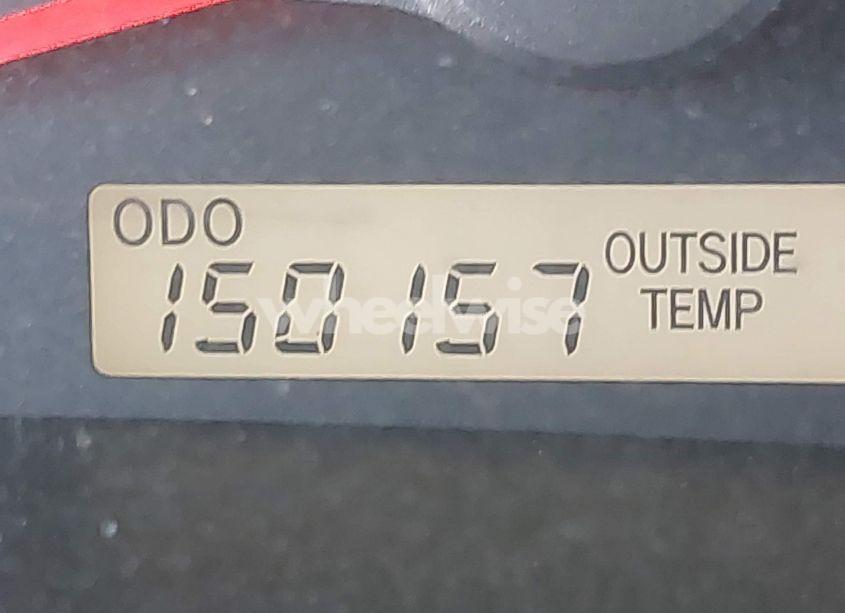 ODO
150157
OUTSIDE
TEMP
wheelwise